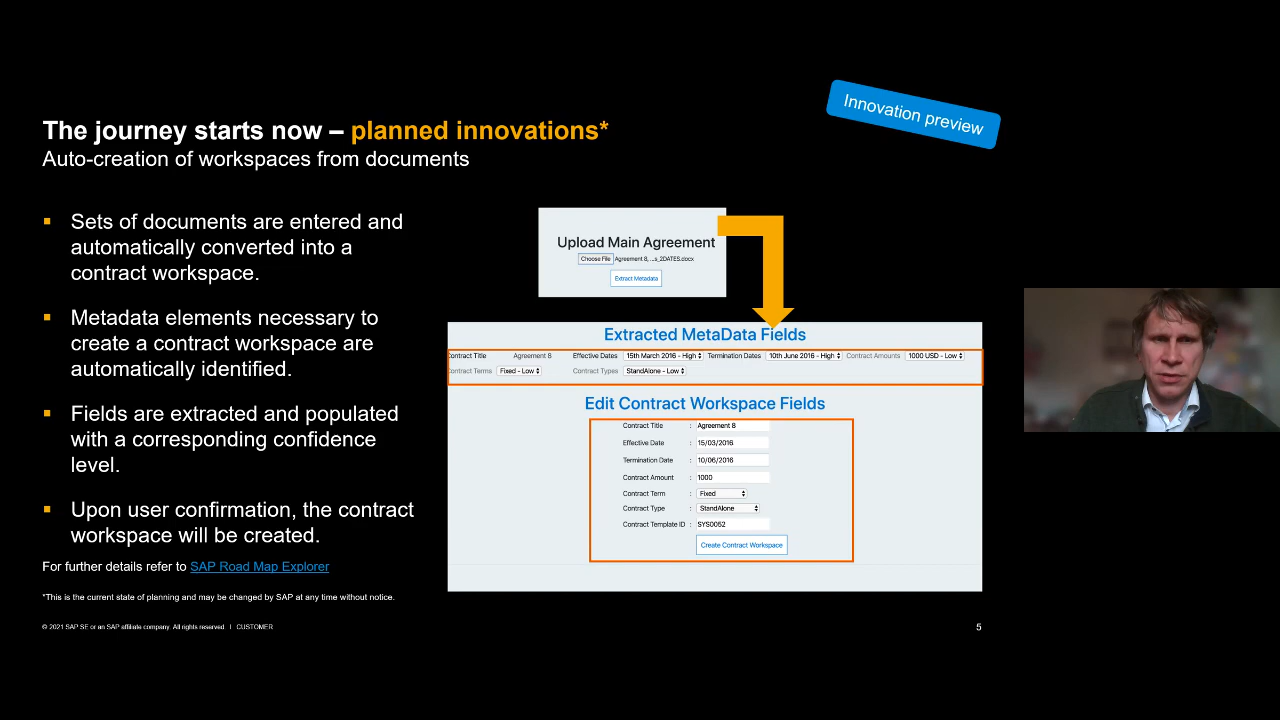 Innovation preview
The journey starts now – planned innovations*
Auto-creation of workspaces from documents
▪ Sets of documents are entered and
automatically converted into a
contract workspace.
▪ Metadata elements necessary to
create a contract workspace are
automatically identified.
▪ Fields are extracted and populated
with a corresponding confidence
level.
▪ Upon user confirmation, the contract
workspace will be created.
For further details refer to SAP Road Map Explorer
*This is the current state of planning and may be changed by SAP at any time without notice.
Upload Main Agreement
Choose File Agreement 8, ...s_2DATES.docx
Extract Metadata
Extracted MetaData Fields
Contract Title Agreement 8 Effective Dates 15th March 2016 - High Termination Dates 10th June 2016 - High Contract Amounts 1000 USD - Low
Contract Terms Fixed - Low Contract Types StandAlone - Low
Edit Contract Workspace Fields
Contract Title : Agreement 8
Effective Date : 15/03/2016
Termination Date : 10/06/2016
Contract Amount : 1000
Contract Term : Fixed
Contract Type : StandAlone
Contract Template ID : SYS0052
Create Contract Workspace
© 2021 SAP SE or an SAP affiliate company. All rights reserved. I CUSTOMER
5